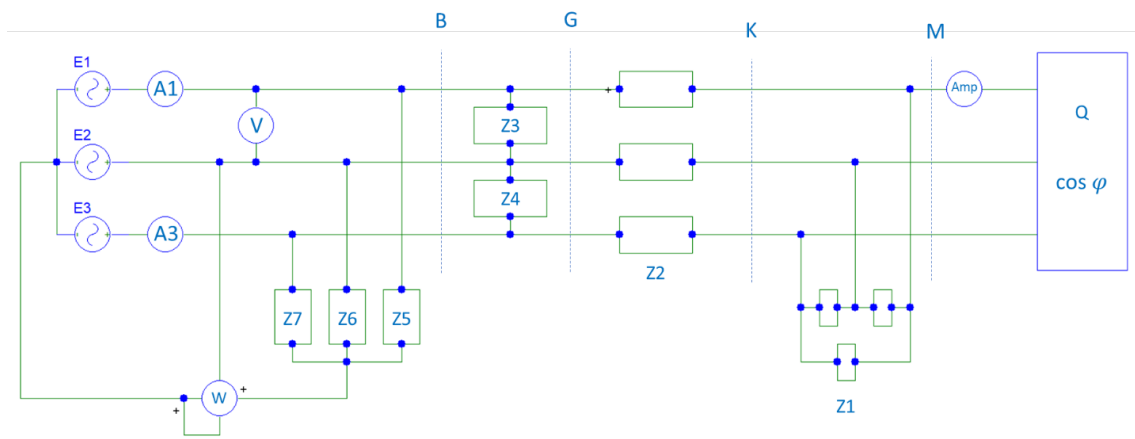 B
G
K
M
E1
A1
Amp
Q
cos φ
V
Z3
E2
Z4
E3
A3
Z2
Z7
Z6
Z5
W
Z1
+
+
+